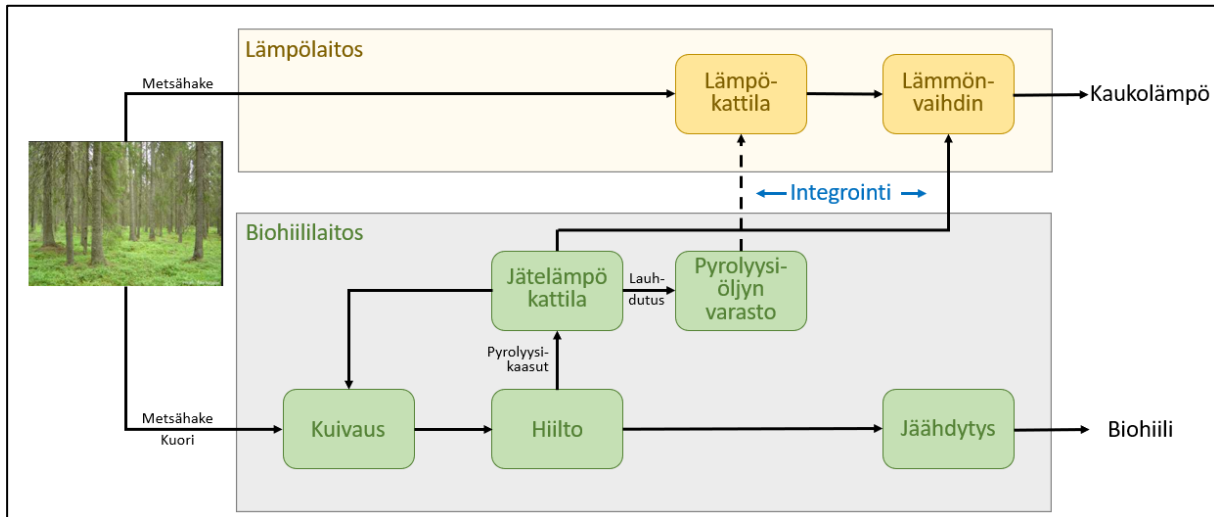 Lämpölaitos
Metsähake
Lämpö-
kattila
Lämmön-
vaihdin
Kaukolämpö
Integrointi
Biohiililaitos
Jätelämpö
kattila
Lauh-
dutus
Pyrolyysi-
öljyn
varasto
Pyrolyysi-
kaasut
Metsähake
Kuori
Kuivaus
Hiilto
Jäähdytys
Biohiili